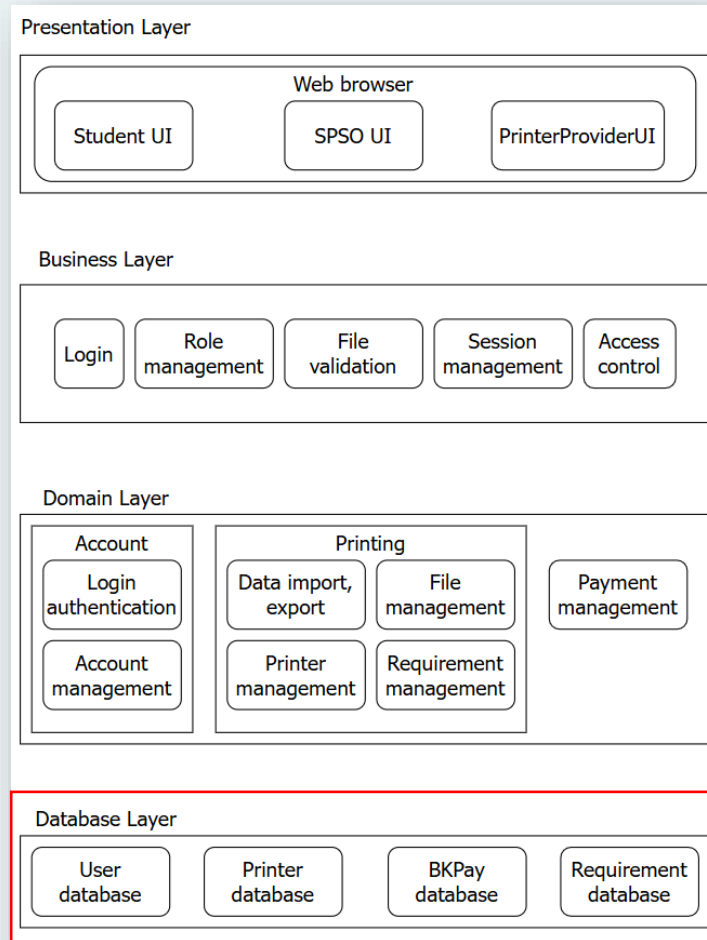 Presentation Layer
Web browser
Student UI
SPSO UI
PrinterProviderUI
Business Layer
Login
Role
management
File
validation
Session
management
Access
control
Domain Layer
Account
Login
authentication
Account
management
Printing
Data import,
export
File
management
Printer
management
Requirement
management
Payment
management
Database Layer
User
database
Printer
database
BKPay
database
Requirement
database